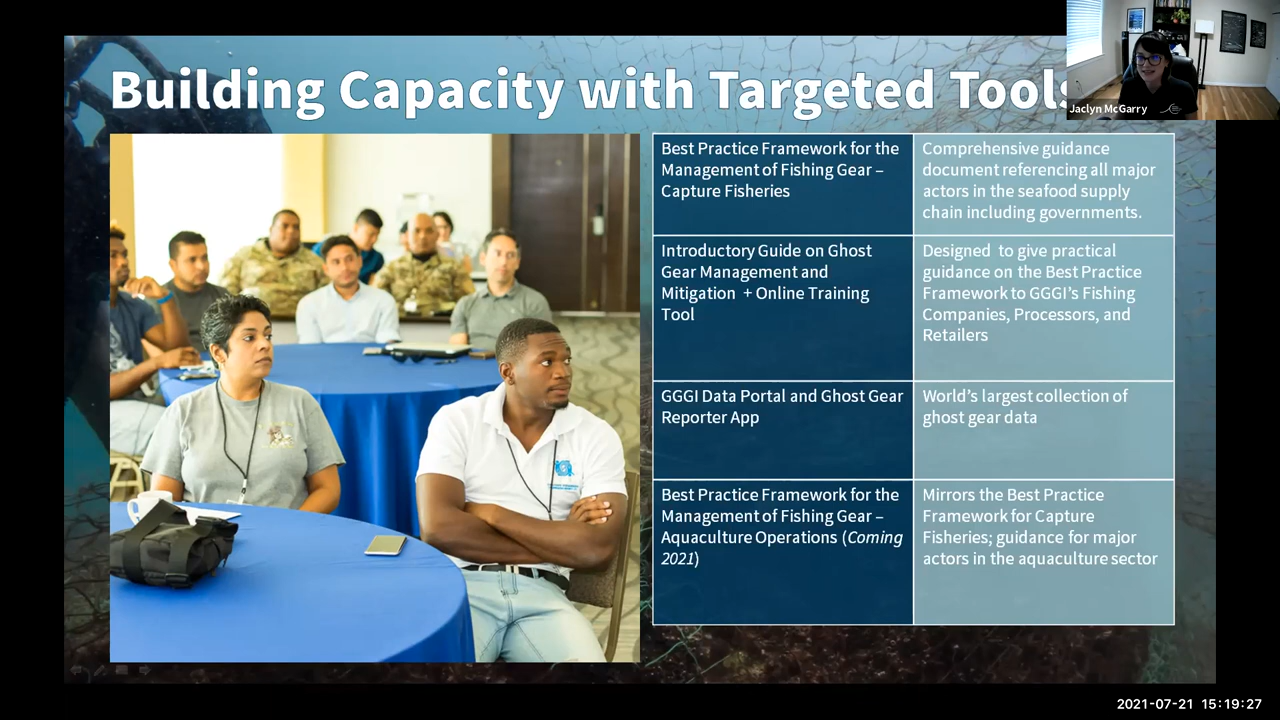 Building Capacity with Targeted Tools
Jaclyn McGarry
Best Practice Framework for the
Management of Fishing Gear –
Capture Fisheries
Comprehensive guidance
document referencing all major
actors in the seafood supply
chain including governments.
Introductory Guide on Ghost
Gear Management and
Mitigation + Online Training
Tool
Designed to give practical
guidance on the Best Practice
Framework to GGGI’s Fishing
Companies, Processors, and
Retailers
GGGI Data Portal and Ghost Gear
Reporter App
World’s largest collection of
ghost gear data
Best Practice Framework for the
Management of Fishing Gear –
Aquaculture Operations (Coming
2021)
Mirrors the Best Practice
Framework for Capture
Fisheries; guidance for major
actors in the aquaculture sector
2021-07-21 15:19:27